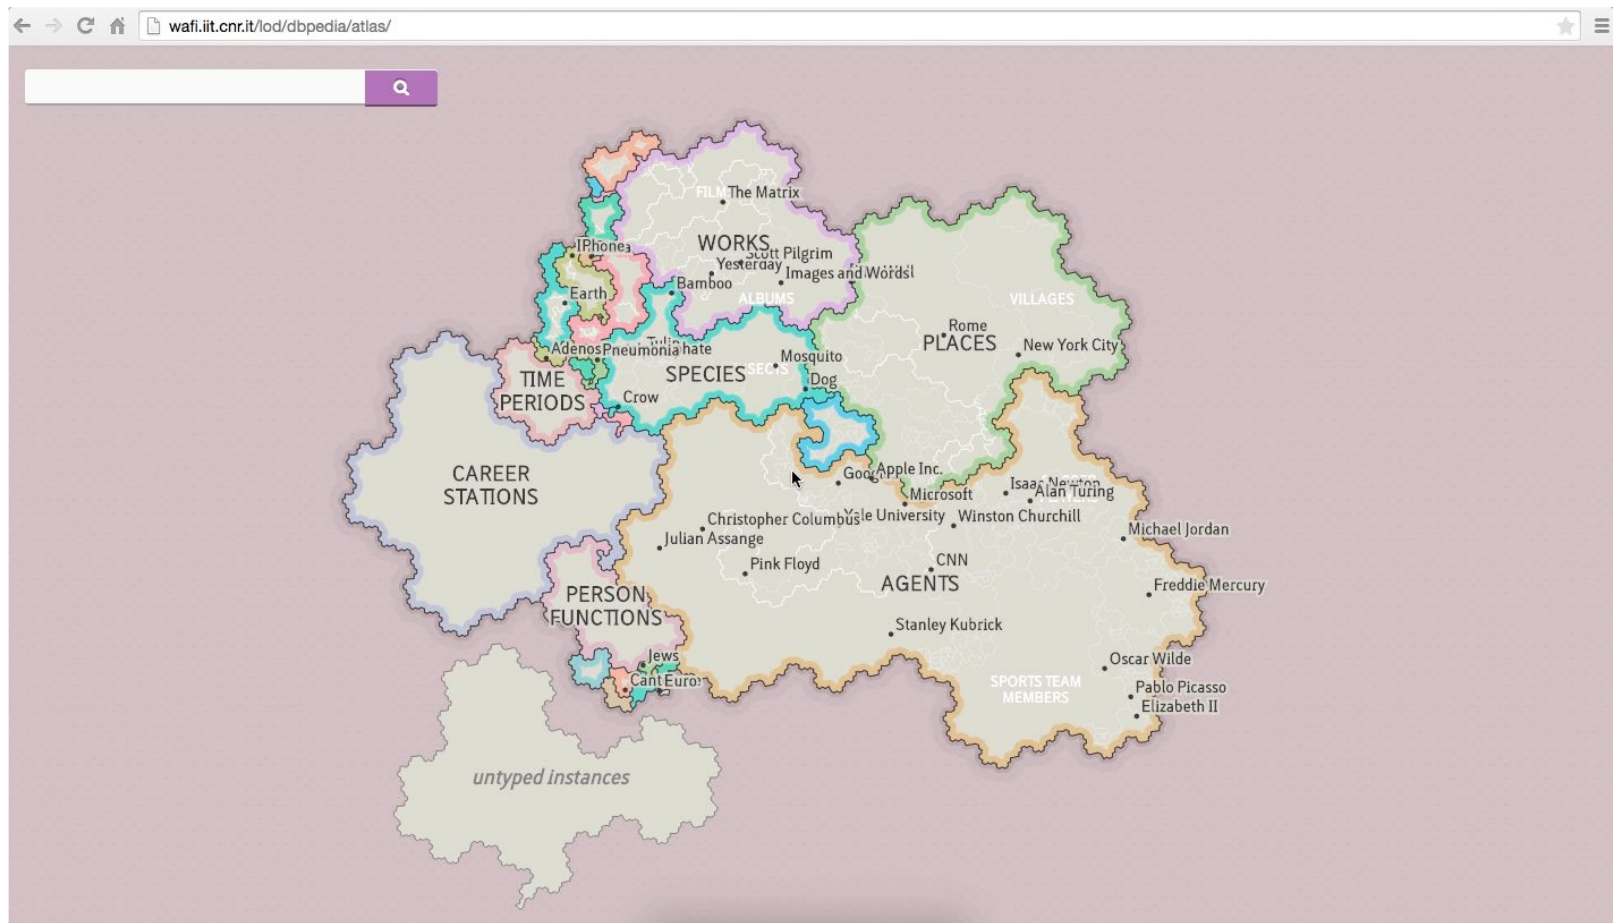 wafi.iit.cnr.it/lod/dbpedia/atlas/
The Matrix
WORKS
Scott Pilgrim
Yesterday
Images and Words
IPhone
Bamboo
Earth
ALBUMS
VILLAGES
Rome
PLACES
New York City
Pneumonia
Mosquito
SPECIES
Dog
TIME
PERIODS
Crow
CAREER
STATIONS
Apple Inc.
Microsoft
Alan Turing
Christopher Columbus
Yale University
Winston Churchill
Michael Jordan
Julian Assange
Pink Floyd
CNN
AGENTS
Freddie Mercury
PERSON
FUNCTIONS
Stanley Kubrick
Jews
Oscar Wilde
SPORTS TEAM
MEMBERS
Pablo Picasso
Elizabeth II
untyped instances